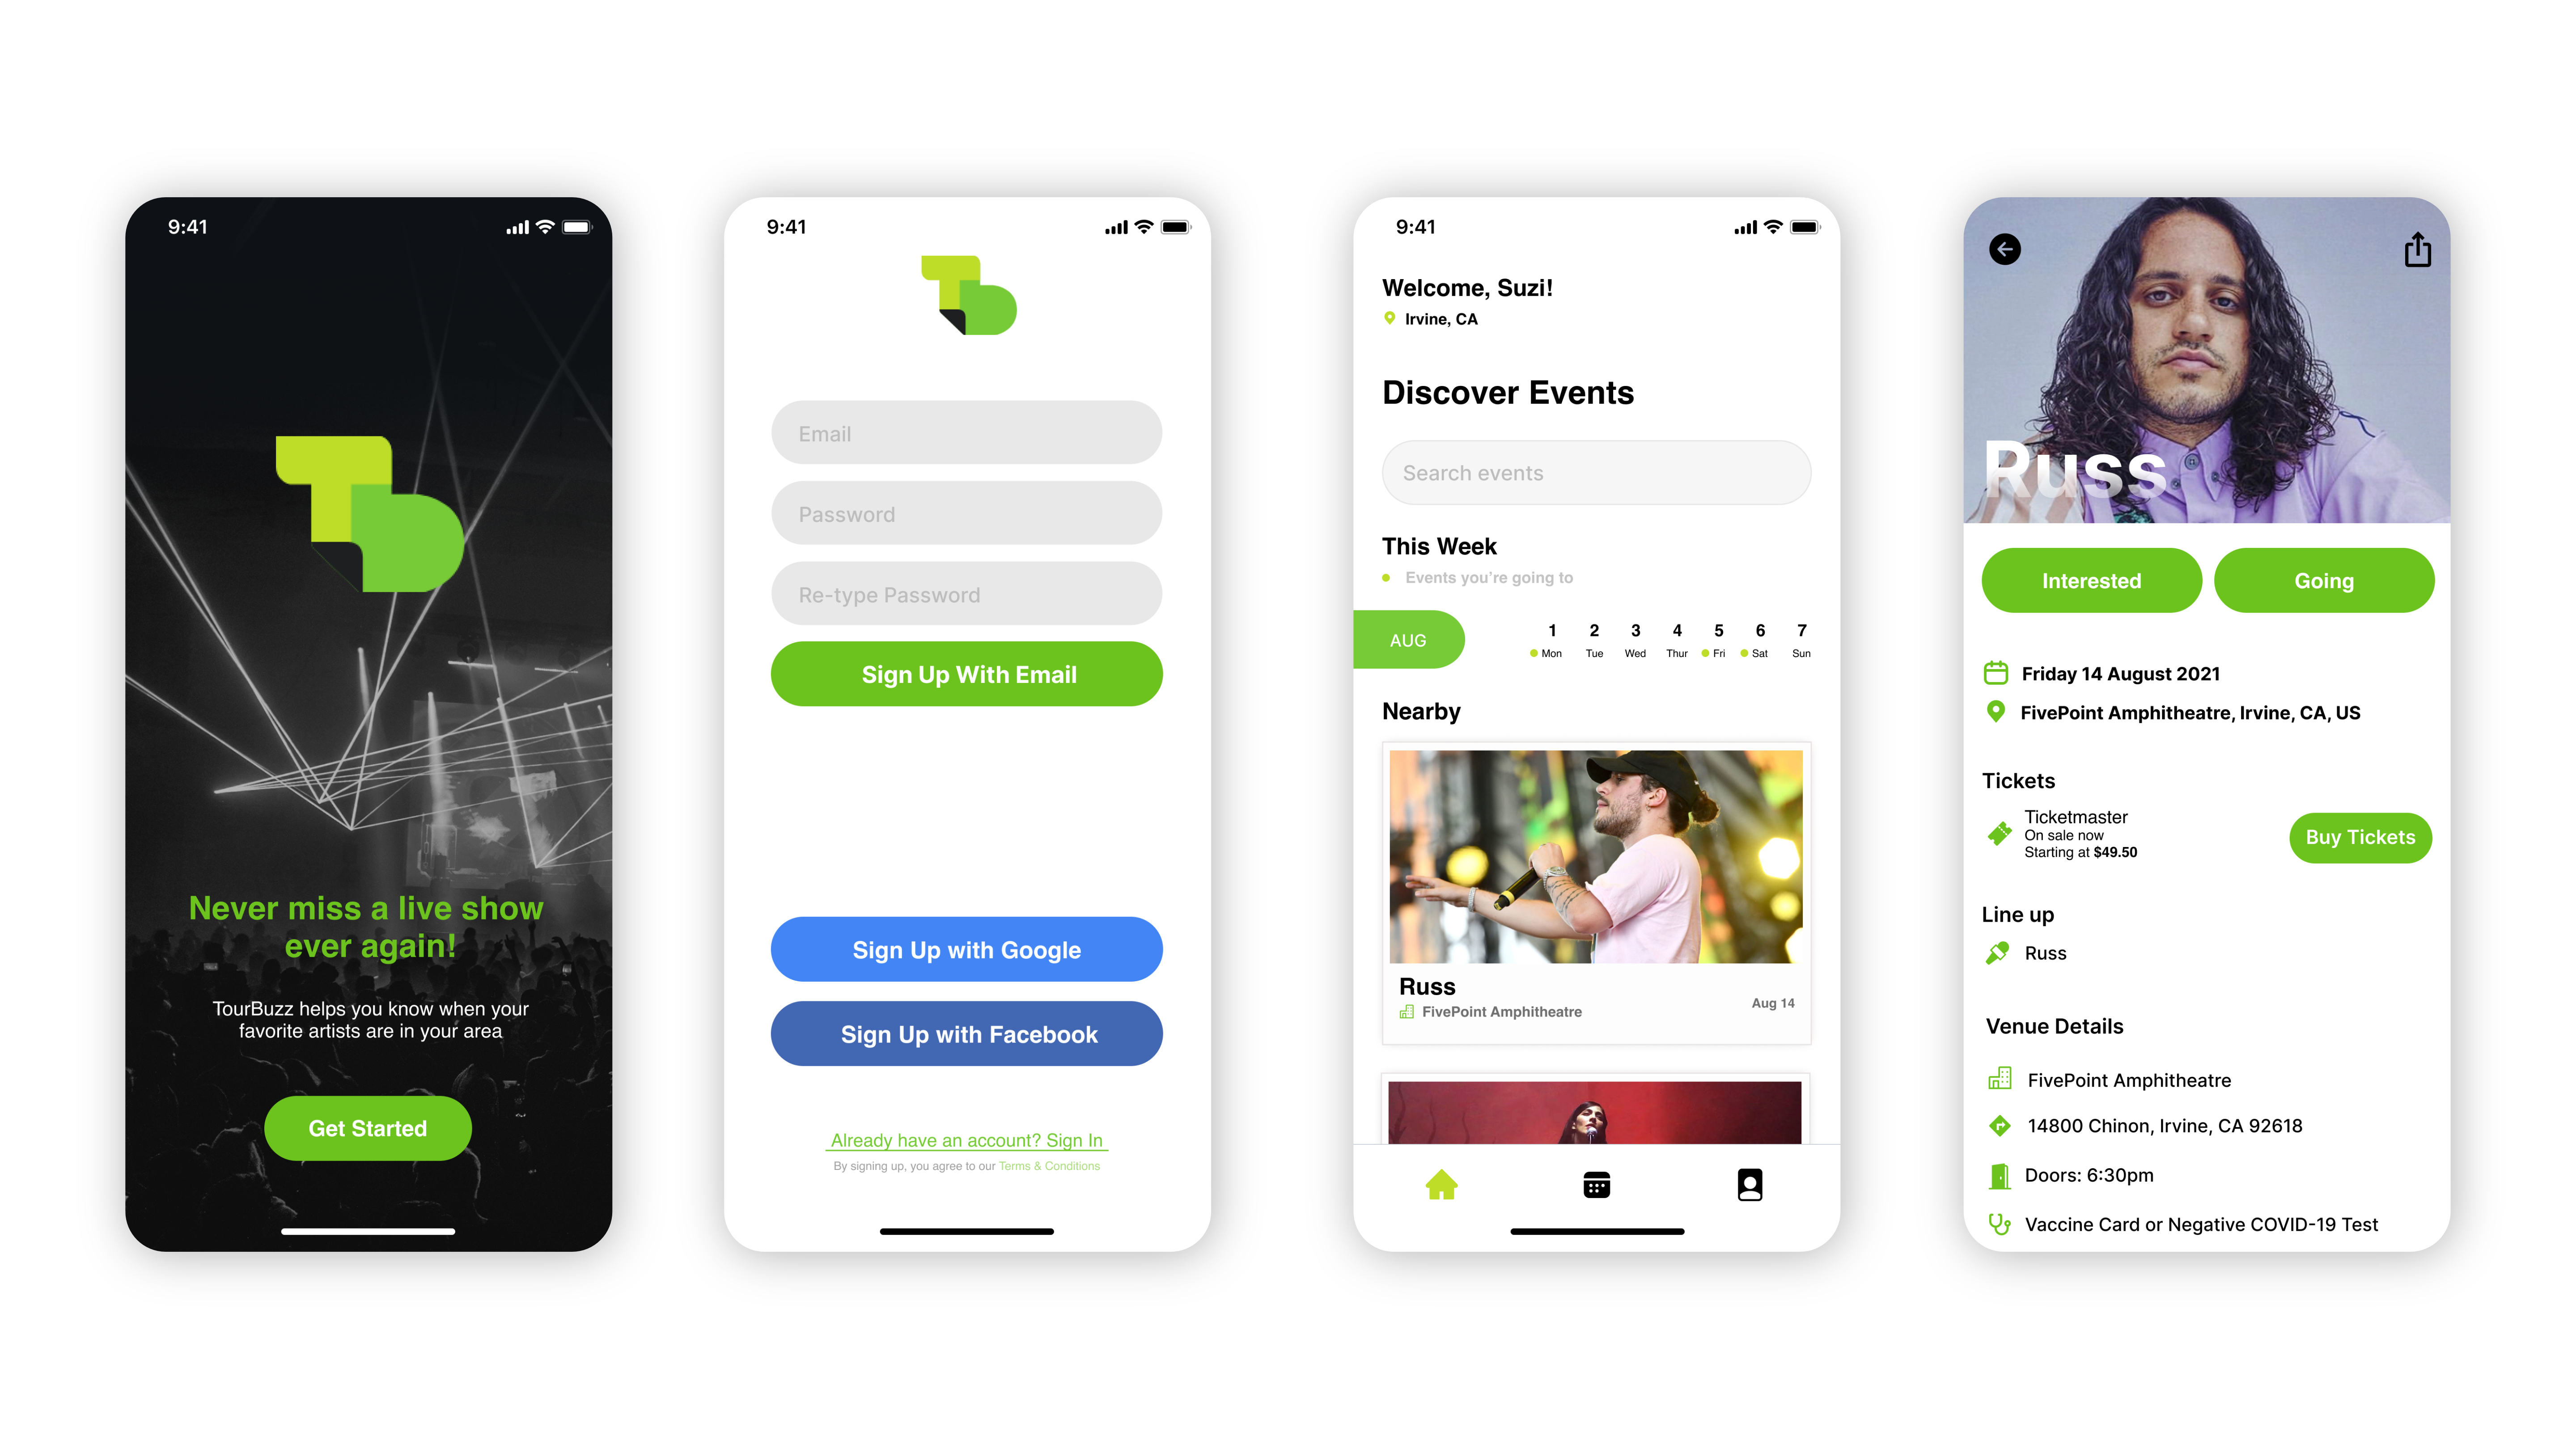 9:41
Never miss a live show
ever again!
TourBuzz helps you know when your
favorite artists are in your area
Get Started
9:41
Email
Password
Re-type Password
Sign Up With Email
Sign Up with Google
Sign Up with Facebook
Already have an account? Sign In
By signing up, you agree to our Terms & Conditions
9:41
Welcome, Suzi!
Irvine, CA
Discover Events
Search events
This Week
Events you're going to
AUG
1 2 3 4 5 6 7
Mon Tue Wed Thur Fri Sat Sun
Nearby
Russ
FivePoint Amphitheatre
Aug 14
Russ
Interested Going
Friday 14 August 2021
FivePoint Amphitheatre, Irvine, CA, US
Tickets
Ticketmaster
On sale now
Starting at $49.50
Buy Tickets
Line up
Russ
Venue Details
FivePoint Amphitheatre
14800 Chinon, Irvine, CA 92618
Doors: 6:30pm
Vaccine Card or Negative COVID-19 Test